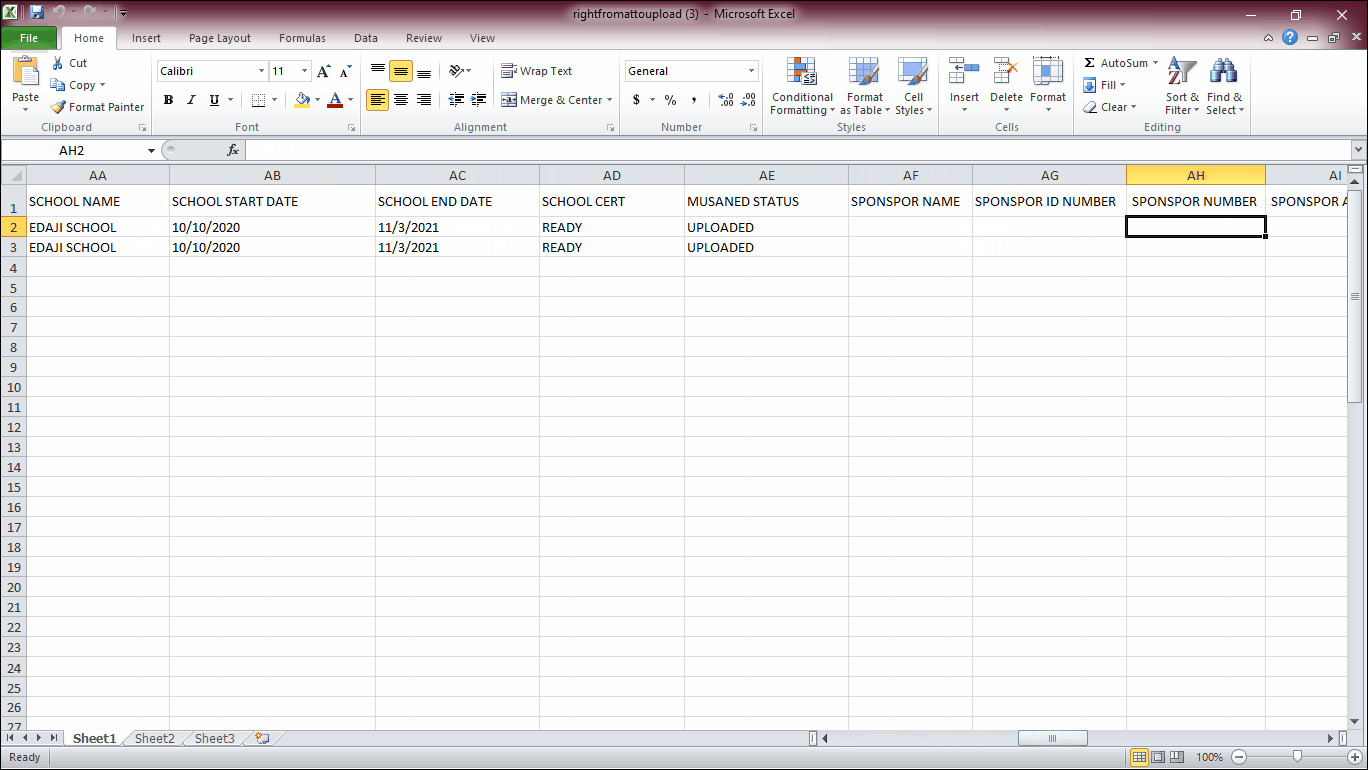 rightfromattoupload (3) - Microsoft Excel
File Home Insert Page Layout Formulas Data Review View
Paste Cut Copy Format Painter Clipboard
Calibri 11 B I U Font
Wrap Text Merge & Center Alignment
General $ % , Number
Conditional Formatting Format as Table Cell Styles Styles
Insert Delete Format Cells
Σ AutoSum Fill Clear Sort & Filter Find & Select Editing
AH2 fx
AA AB AC AD AE AF AG AH AI
1 SCHOOL NAME SCHOOL START DATE SCHOOL END DATE SCHOOL CERT MUSANED STATUS SPONSPOR NAME SPONSPOR ID NUMBER SPONSPOR NUMBER SPONSPOR A
2 EDAJI SCHOOL 10/10/2020 11/3/2021 READY UPLOADED
3 EDAJI SCHOOL 10/10/2020 11/3/2021 READY UPLOADED
4
5
6
7
8
9
10
11
12
13
14
15
16
17
18
19
20
21
22
23
24
25
26
27
Sheet1 Sheet2 Sheet3
Ready 100%